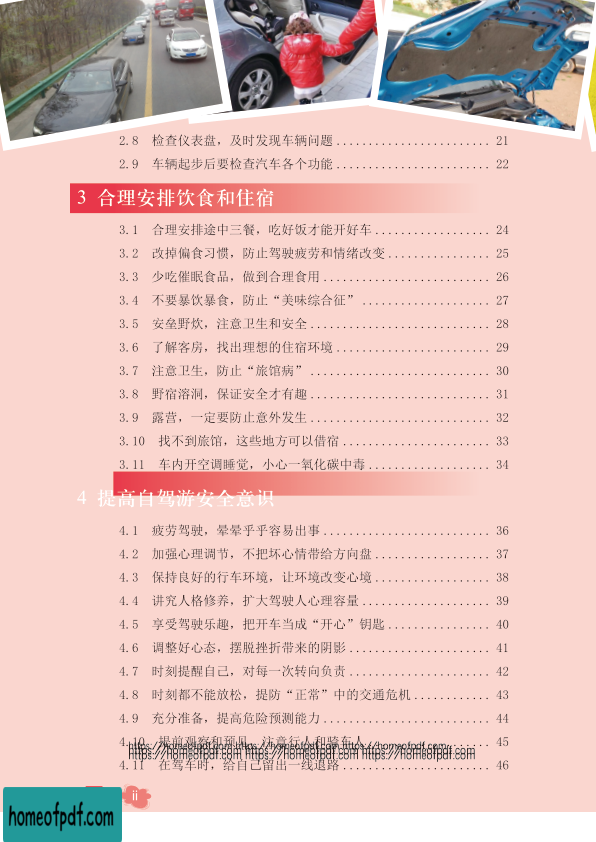 2.8 检查仪表盘，及时发现车辆问题 ........................ 21
2.9 车辆起步后要检查汽车各个功能 ........................ 22
3 合理安排饮食和住宿
3.1 合理安排途中三餐，吃好饭才能开好车 .................. 24
3.2 改掉偏食习惯，防止驾驶疲劳和情绪改变 ................ 25
3.3 少吃催眠食品，做到合理食用 .......................... 26
3.4 不要暴饮暴食，防止“美味综合征” .................... 27
3.5 安垒野炊，注意卫生和安全 ............................ 28
3.6 了解客房，找出理想的住宿环境 ........................ 29
3.7 注意卫生，防止“旅馆病” ............................ 30
3.8 野宿溶洞，保证安全才有趣 ............................ 31
3.9 露营，一定要防止意外发生 ............................ 32
3.10 找不到旅馆，这些地方可以借宿 ....................... 33
3.11 车内开空调睡觉，小心一氧化碳中毒 ................... 34
4 提高自驾游安全意识
4.1 疲劳驾驶，晕晕乎乎容易出事 .......................... 36
4.2 加强心理调节，不把坏心情带给方向盘 .................. 37
4.3 保持良好的行车环境，让环境改变心境 .................. 38
4.4 讲究人格修养，扩大驾驶人心理容量 .................... 39
4.5 享受驾驶乐趣，把开车当成“开心”钥匙 ................ 40
4.6 调整好心态，摆脱挫折带来的阴影 ...................... 41
4.7 时刻提醒自己，对每一次转向负责 ...................... 42
4.8 时刻都不能放松，提防“正常”中的交通危机 ............ 43
4.9 充分准备，提高危险预测能力 .......................... 44
4.10 提前观察和预见，注意行人和骑车人 ................... 45
https://homeofpdf.com https://homeofpdf.com https://homeofpdf.com
https://homeofpdf.com https://homeofpdf.com https://homeofpdf.com
4.11 在驾车时，给自己留出一线退路 ....................... 46
ii
homeofpdf.com